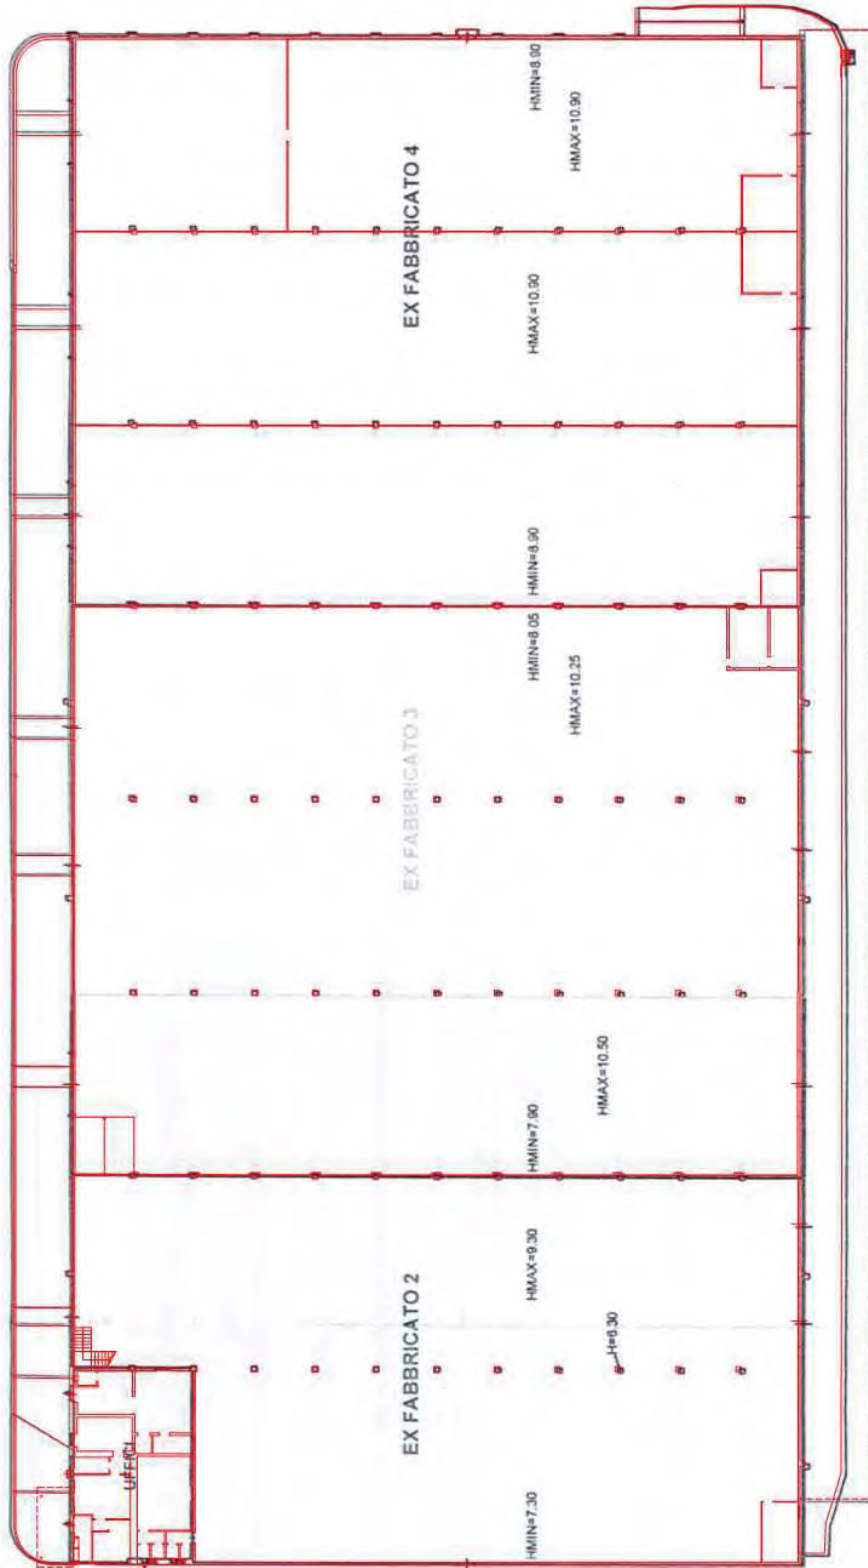 HMIN=8.90
HMAX=10.90
EX FABBRICATO 4
HMAX=10.90
HMIN=8.90
HMIN=8.05
HMAX=10.25
EX FABBRICATO 3
HMAX=10.50
HMIN=7.90
HMAX=9.30
EX FABBRICATO 2
H=6.30
UFFICI
HMIN=7.30